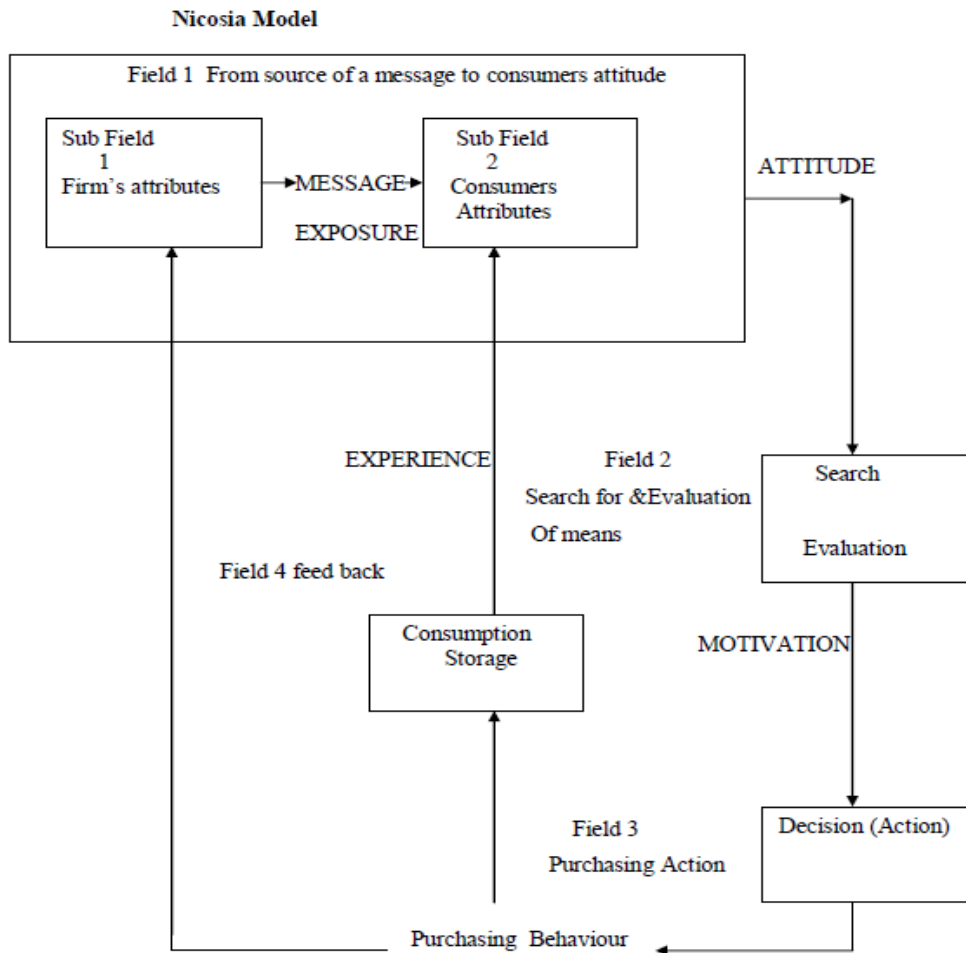 Nicosia Model
Field 1 From source of a message to consumers attitude
Sub Field
1
Firm's attributes
MESSAGE
EXPOSURE
Sub Field
2
Consumers
Attributes
ATTITUDE
EXPERIENCE
Field 2
Search for &Evaluation
Of means
Search
Evaluation
Field 4 feed back
Consumption
Storage
MOTIVATION
Field 3
Purchasing Action
Decision (Action)
Purchasing Behaviour